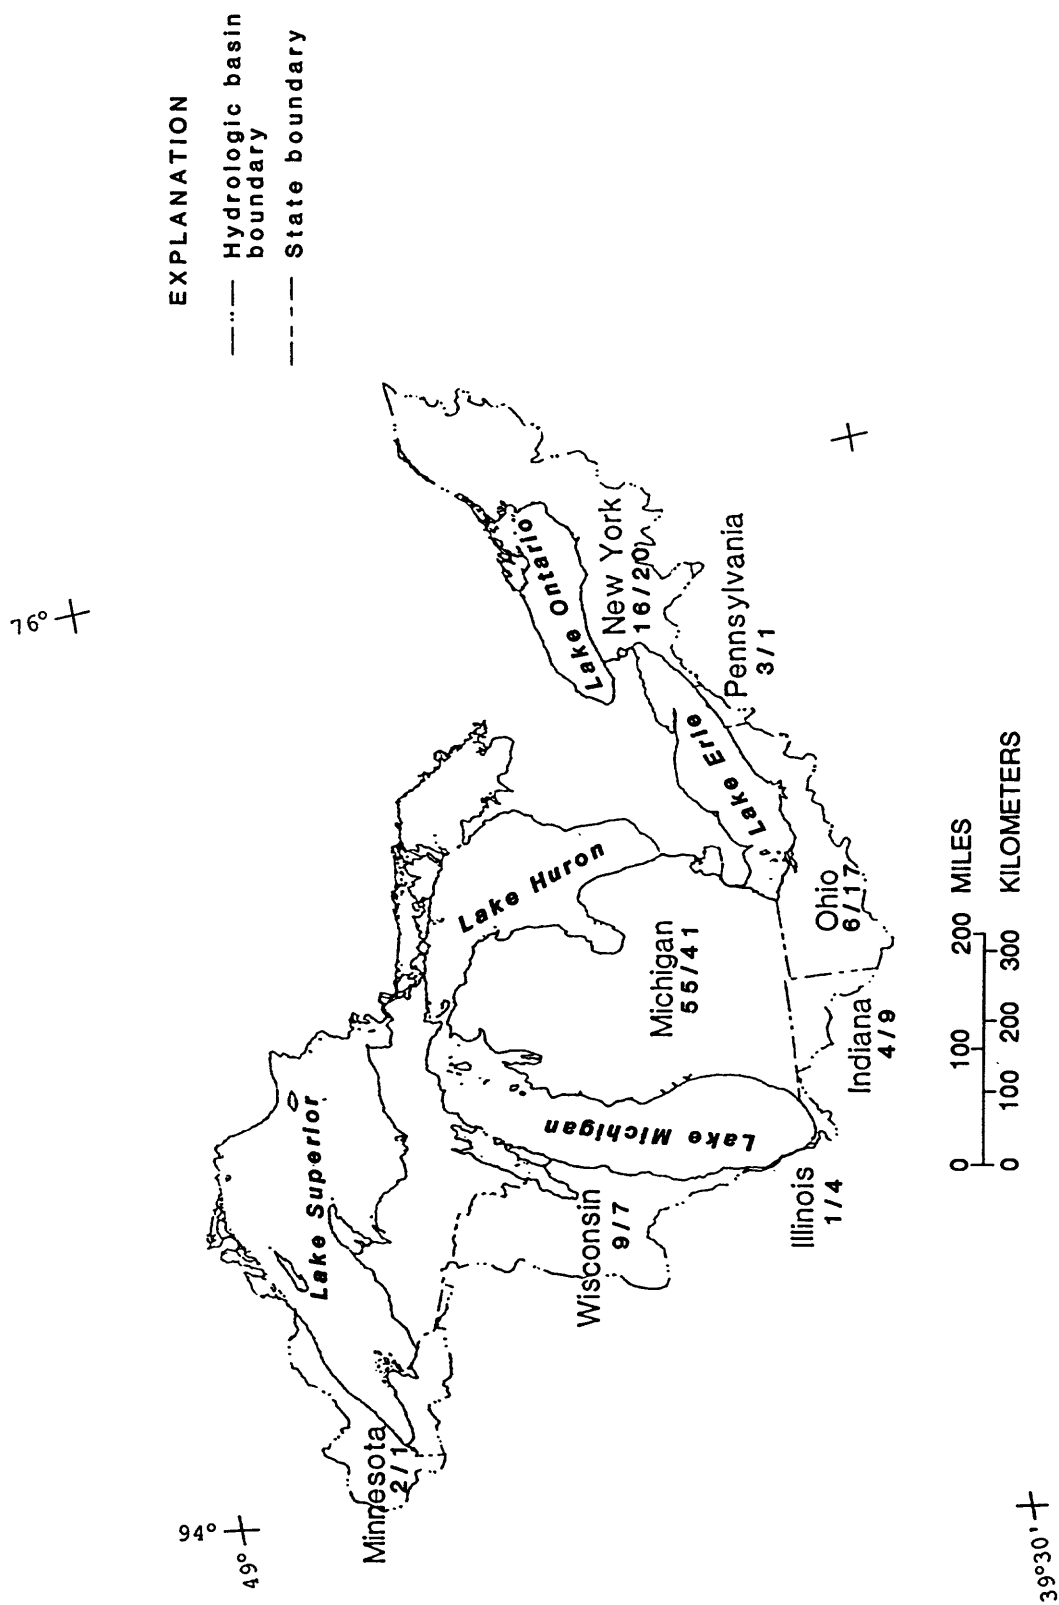 EXPLANATION
Hydrologic basin
boundary
State boundary
76°
94°
49°
39°30'
Lake Superior
Minnesota
2/1
Lake Huron
Lake Ontario
New York
16/20
Lake Michigan
Wisconsin
9/7
Michigan
55/41
Lake Erie
Pennsylvania
3/1
Illinois
1/4
Indiana
4/9
Ohio
6/17
0 100 200 MILES
0 100 200 300 KILOMETERS